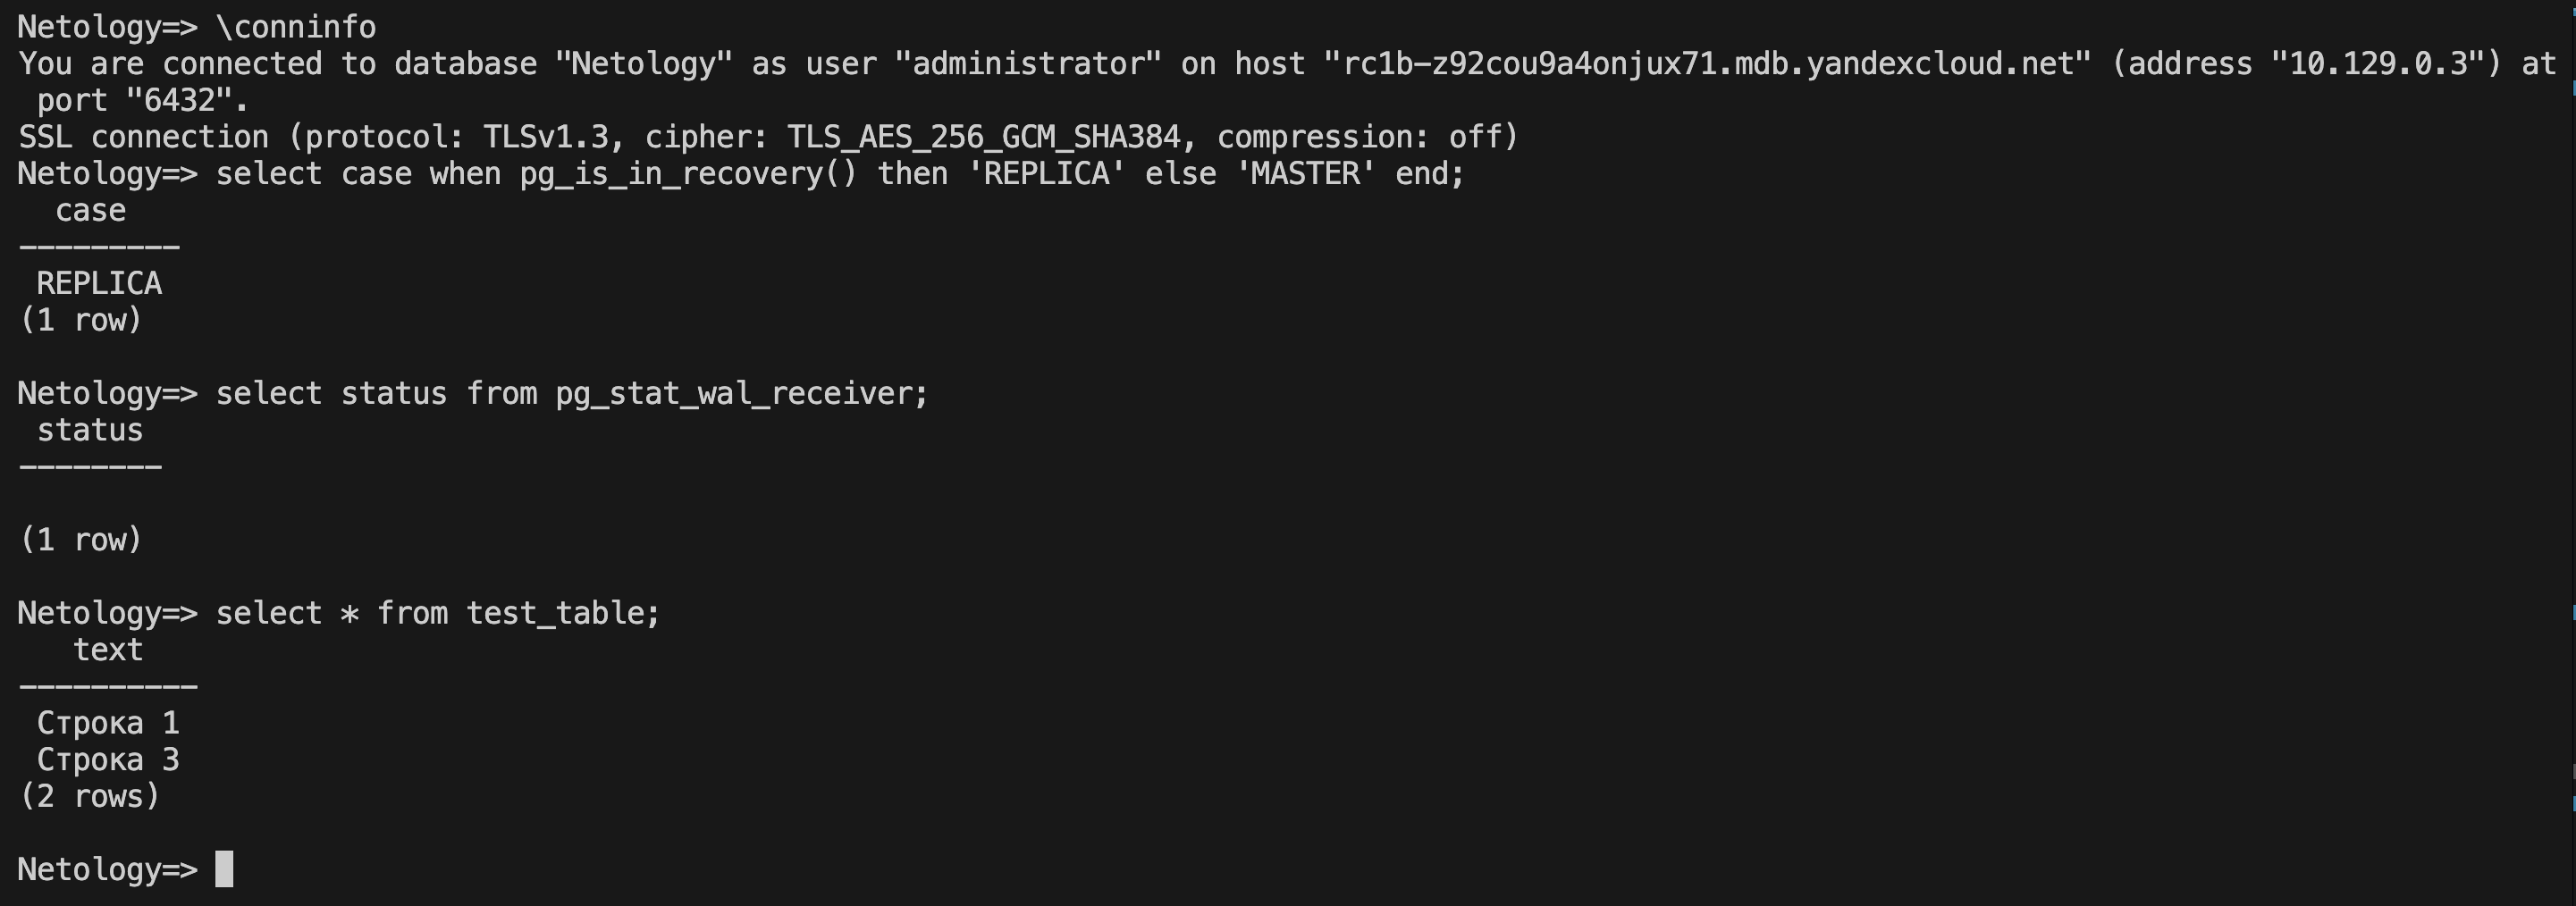 Netology=> \conninfo
You are connected to database "Netology" as user "administrator" on host "rc1b-z92cou9a4onjux71.mdb.yandexcloud.net" (address "10.129.0.3") at
 port "6432".
SSL connection (protocol: TLSv1.3, cipher: TLS_AES_256_GCM_SHA384, compression: off)
Netology=> select case when pg_is_in_recovery() then 'REPLICA' else 'MASTER' end;
  case
---------
 REPLICA
(1 row)

Netology=> select status from pg_stat_wal_receiver;
 status
--------

(1 row)

Netology=> select * from test_table;
   text
----------
 Строка 1
 Строка 3
(2 rows)

Netology=>